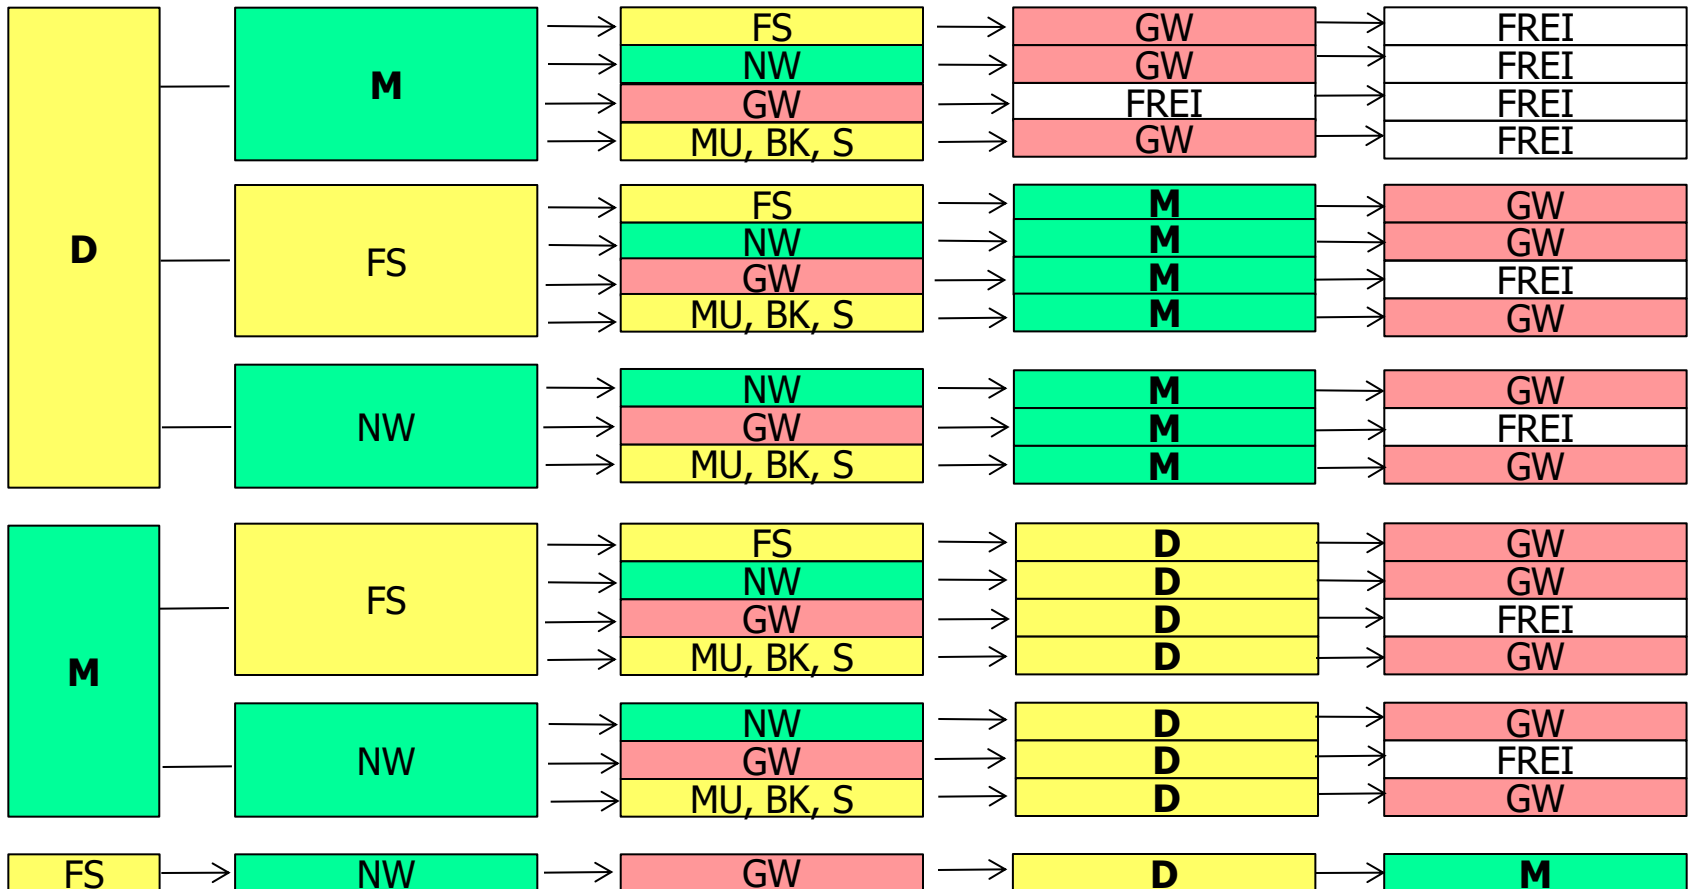 D
M
FS GW FREI
NW GW FREI
GW FREI FREI
MU, BK, S GW FREI
FS
FS M GW
NW M GW
GW M FREI
MU, BK, S M GW
NW
NW M GW
GW M FREI
MU, BK, S M GW
M
FS
FS D GW
NW D GW
GW D FREI
MU, BK, S D GW
NW
NW D GW
GW D FREI
MU, BK, S D GW
FS NW GW D M